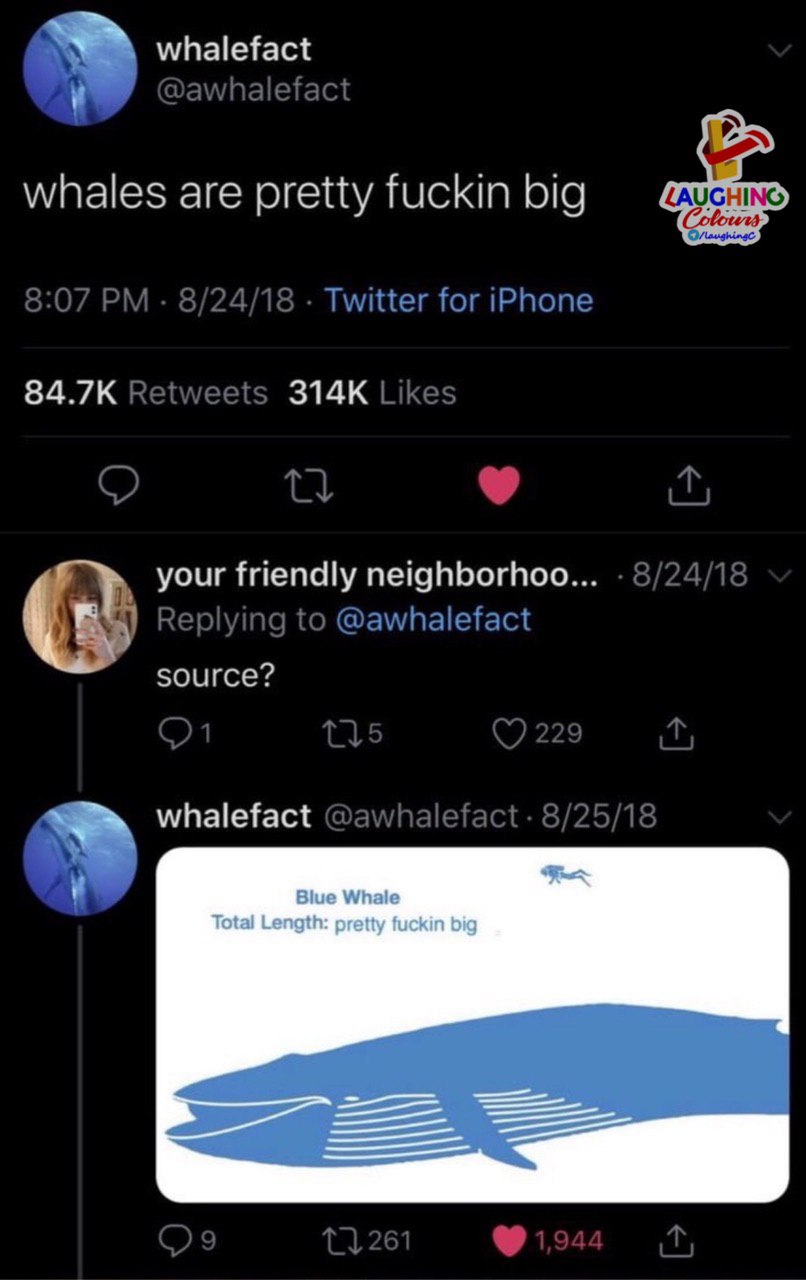 whalefact
@awhalefact
LAUGHING
Colours
/laughingC
whales are pretty fuckin big
8:07 PM · 8/24/18 · Twitter for iPhone
84.7K Retweets 314K Likes
your friendly neighborhoo... · 8/24/18
Replying to @awhalefact
source?
1 5 229
whalefact @awhalefact · 8/25/18
Blue Whale
Total Length: pretty fuckin big
9 261 1,944